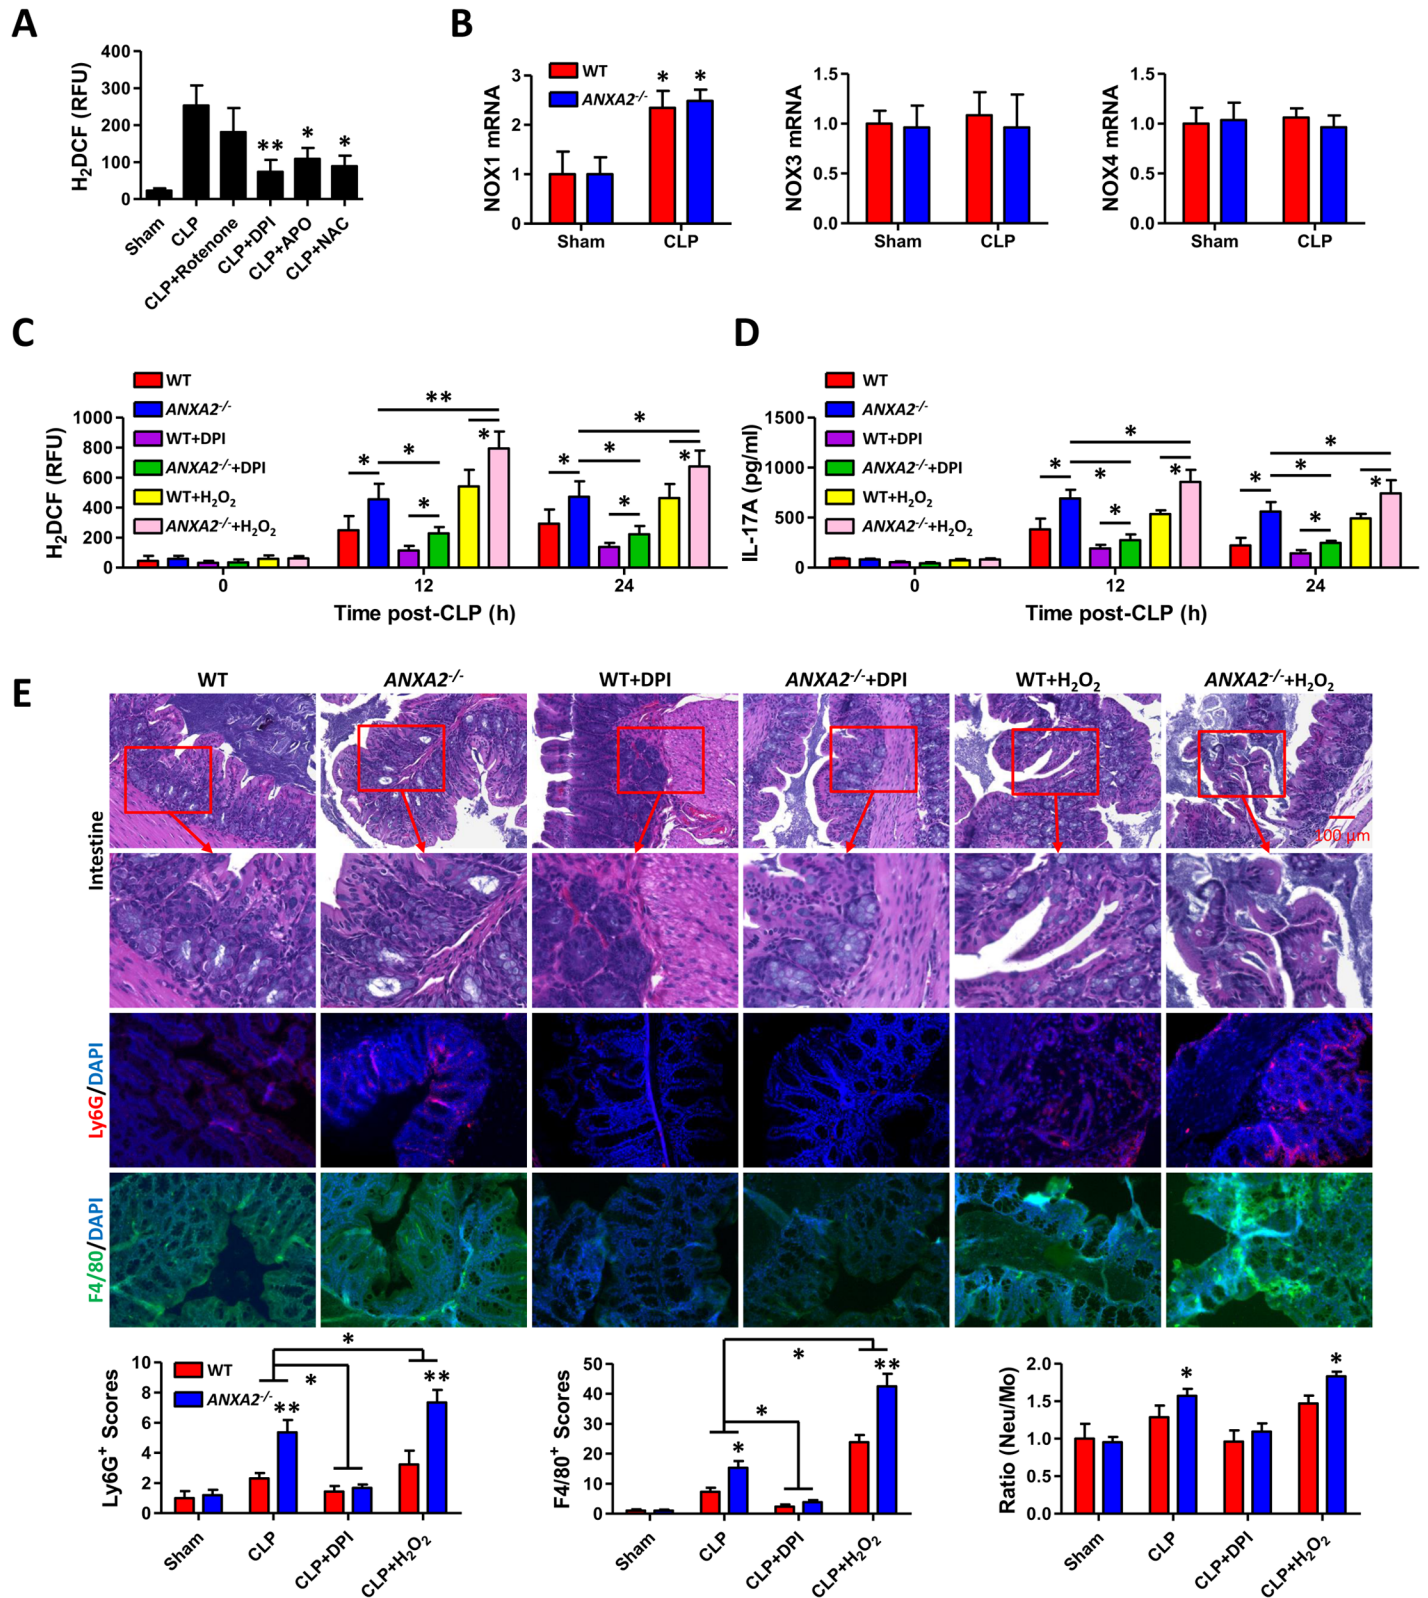 A
H2DCF (RFU)
400
300
200
100
0
Sham
CLP
CLP+Rotenone
CLP+DPI
CLP+APO
CLP+NAC
** * *
B
WT
ANXA2-/-
NOX1 mRNA
3
2
1
0
* *
Sham CLP
NOX3 mRNA
1.5
1.0
0.5
0.0
Sham CLP
NOX4 mRNA
1.5
1.0
0.5
0.0
Sham CLP
C
WT
ANXA2-/-
WT+DPI
ANXA2-/-+DPI
WT+H2O2
ANXA2-/-+H2O2
H2DCF (RFU)
1000
800
600
400
200
0
** * * * *
* * * * *
0 12 24
Time post-CLP (h)
D
WT
ANXA2-/-
WT+DPI
ANXA2-/-+DPI
WT+H2O2
ANXA2-/-+H2O2
IL-17A (pg/ml)
1500
1000
500
0
* * * * *
* * * * *
0 12 24
Time post-CLP (h)
E
WT ANXA2-/- WT+DPI ANXA2-/-+DPI WT+H2O2 ANXA2-/-+H2O2
Intestine
100 μm
Ly6G/DAPI
F4/80/DAPI
WT
ANXA2-/-
Ly6G+ Scores
10
8
6
4
2
0
* * ** **
Sham
CLP
CLP+DPI
CLP+H2O2
F4/80+ Scores
50
40
30
20
10
0
* * * **
Sham
CLP
CLP+DPI
CLP+H2O2
Ratio (Neu/Mo)
2.0
1.5
1.0
0.5
0.0
* *
Sham
CLP
CLP+DPI
CLP+H2O2